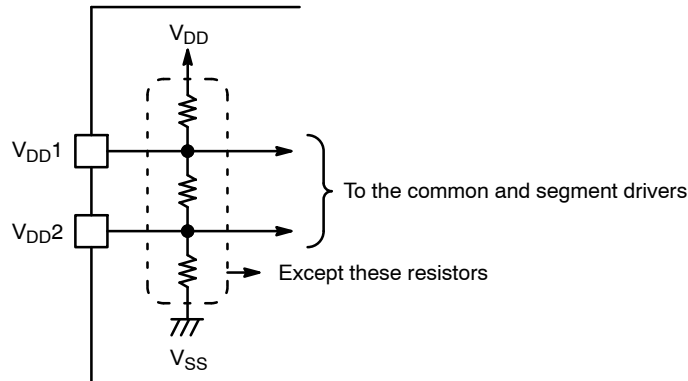 VDD
VDD1
To the common and segment drivers
VDD2
Except these resistors
VSS